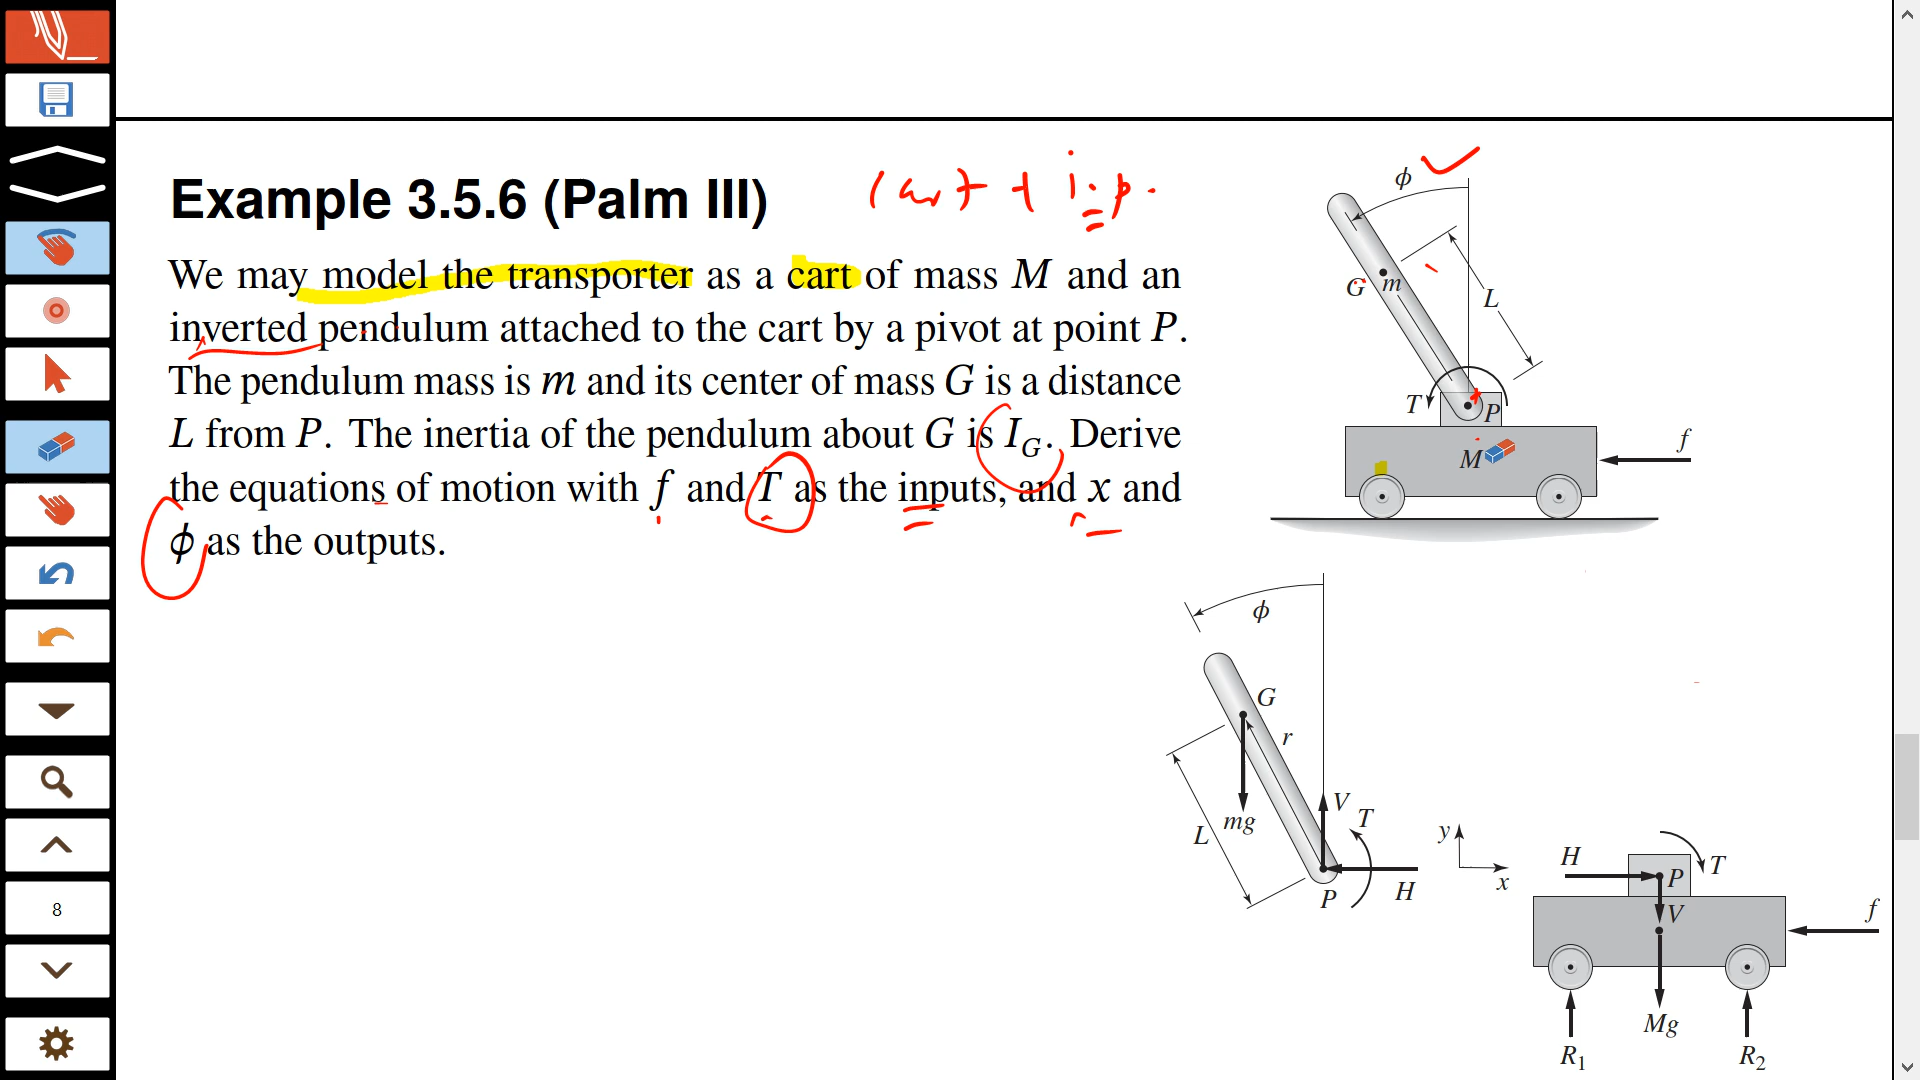 Example 3.5.6 (Palm III)
cart + i.p.
We may model the transporter as a cart of mass M and an
inverted pendulum attached to the cart by a pivot at point P.
The pendulum mass is m and its center of mass G is a distance
L from P. The inertia of the pendulum about G is I_G. Derive
the equations of motion with f and T as the inputs, and x and
ϕ as the outputs.
ϕ
G m
L
T
P
M
f
ϕ
G
r
V
T
mg
L
P
H
y
x
H
T
P
V
f
Mg
R1
R2
8